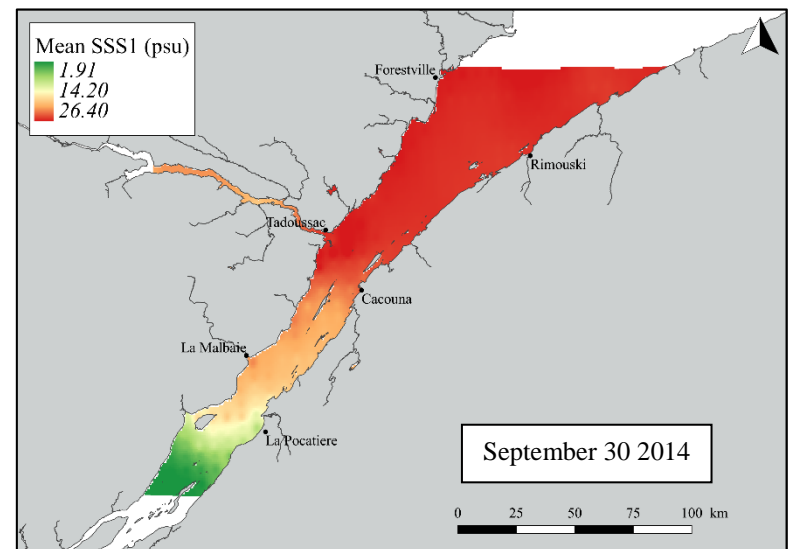 Mean SSS1 (psu)
1.91
14.20
26.40
Forestville
Rimouski
Tadoussac
Cacouna
La Malbaie
La Pocatiere
September 30 2014
0 25 50 75 100 km